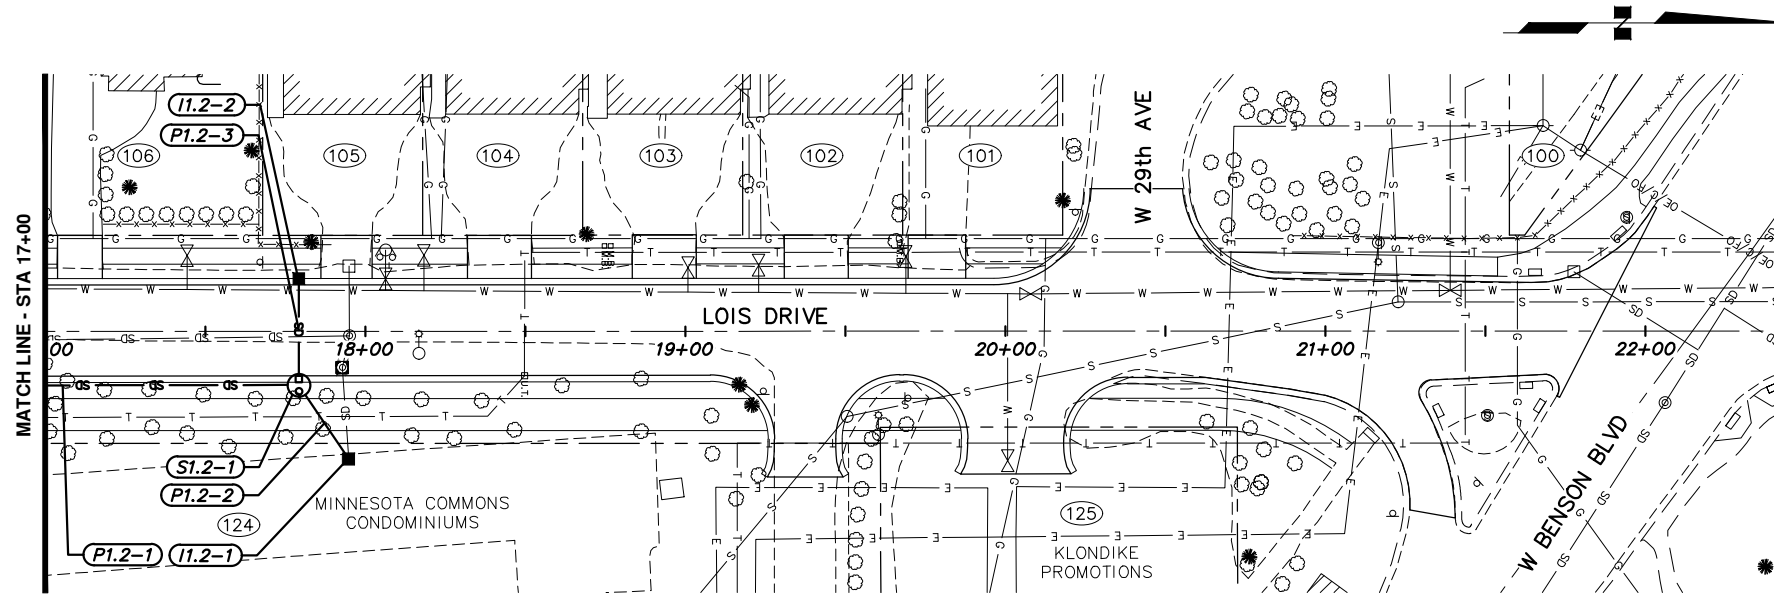 N
I1.2-2
P1.2-3
106
105
104
103
102
101
100
W 29th AVE
MATCH LINE - STA 17+00
LOIS DRIVE
00
18+00
19+00
20+00
21+00
22+00
S1.2-1
P1.2-2
124
MINNESOTA COMMONS
CONDOMINIUMS
P1.2-1
I1.2-1
125
KLONDIKE
PROMOTIONS
W BENSON BLVD